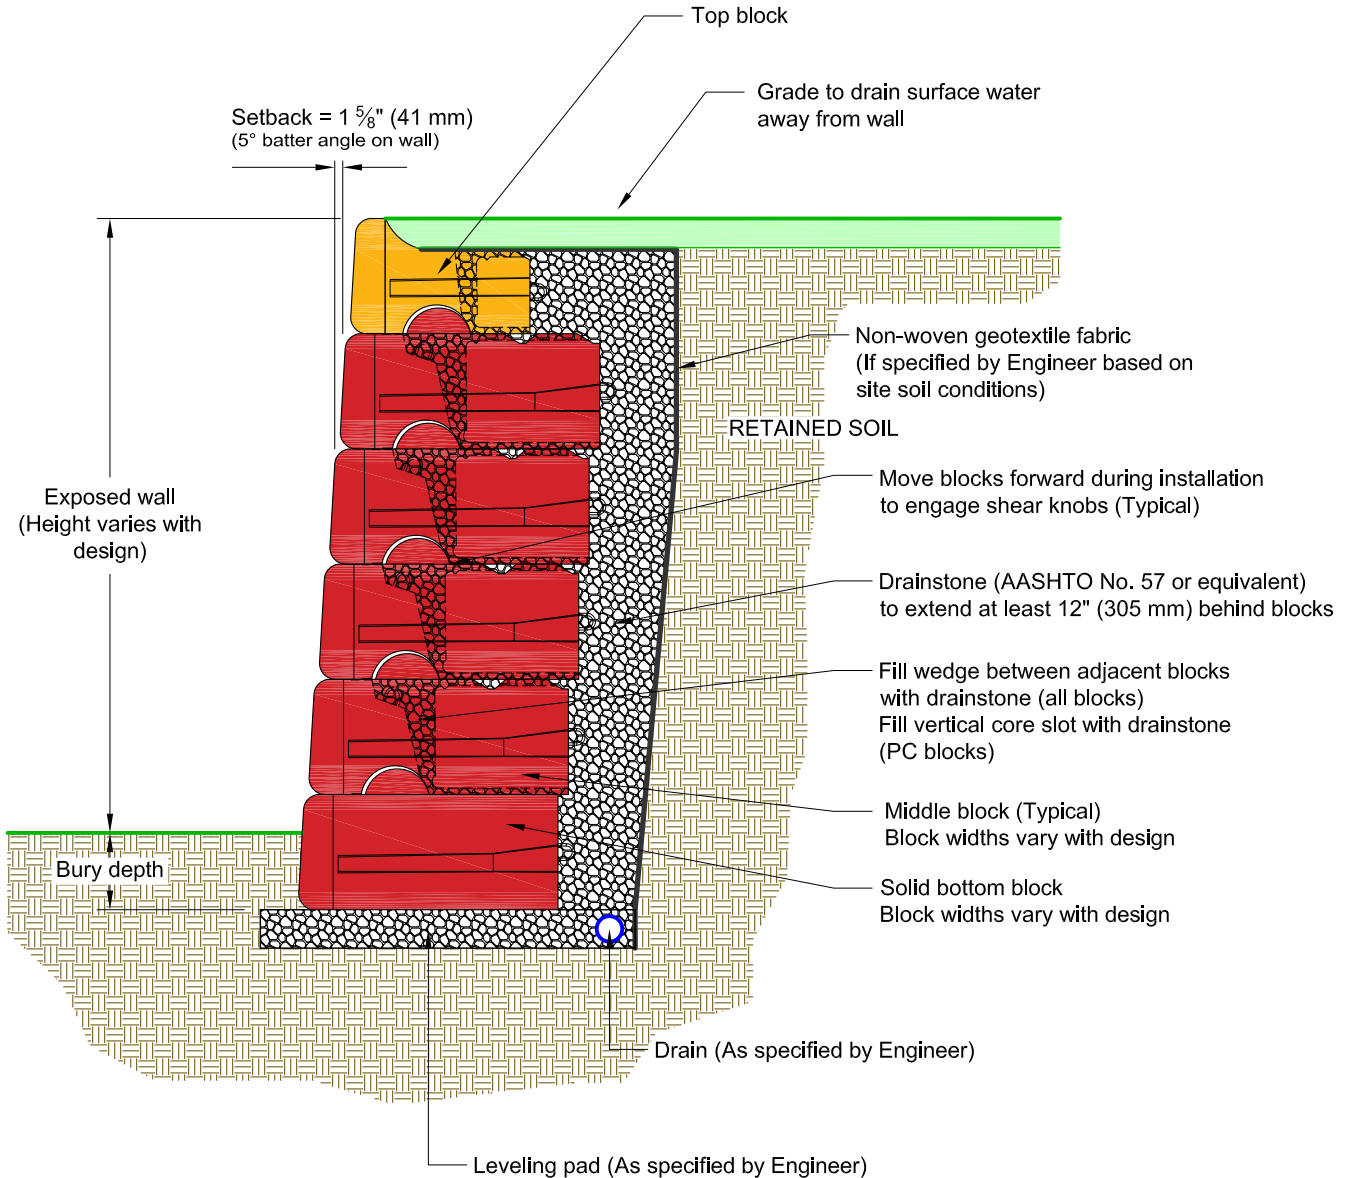 Top block
Grade to drain surface water
away from wall
Setback = 1 ⅝" (41 mm)
(5° batter angle on wall)
Non-woven geotextile fabric
(If specified by Engineer based on
site soil conditions)
RETAINED SOIL
Move blocks forward during installation
to engage shear knobs (Typical)
Exposed wall
(Height varies with
design)
Drainstone (AASHTO No. 57 or equivalent)
to extend at least 12" (305 mm) behind blocks
Fill wedge between adjacent blocks
with drainstone (all blocks)
Fill vertical core slot with drainstone
(PC blocks)
Middle block (Typical)
Block widths vary with design
Bury depth
Solid bottom block
Block widths vary with design
Drain (As specified by Engineer)
Leveling pad (As specified by Engineer)